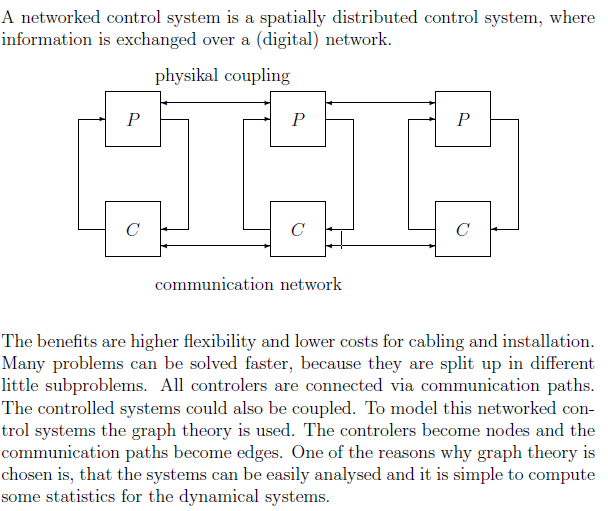 A networked control system is a spatially distributed control system, where
information is exchanged over a (digital) network.
physikal coupling
P P P
C C C
communication network
The benefits are higher flexibility and lower costs for cabling and installation.
Many problems can be solved faster, because they are split up in different
little subproblems. All controlers are connected via communication paths.
The controlled systems could also be coupled. To model this networked con-
trol systems the graph theory is used. The controlers become nodes and the
communication paths become edges. One of the reasons why graph theory is
chosen is, that the systems can be easily analysed and it is simple to compute
some statistics for the dynamical systems.